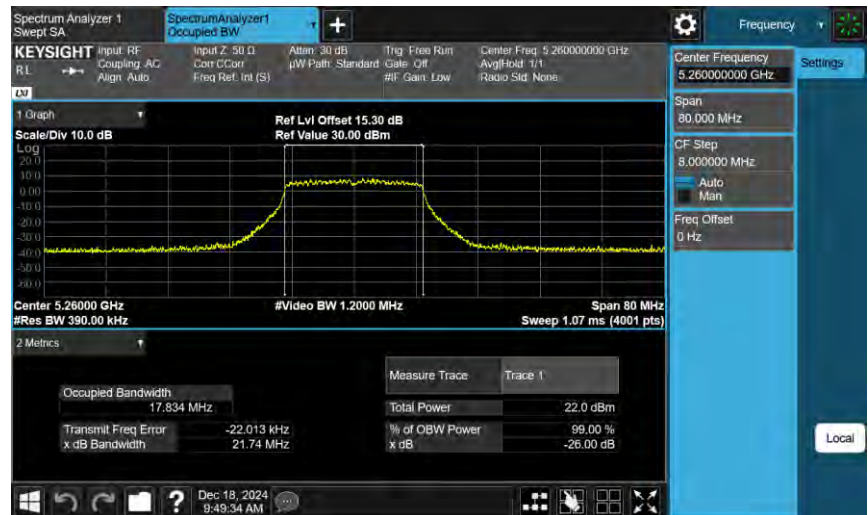 Spectrum Analyzer 1
Swept SA
SpectrumAnalyzer1
Occupied BW
Frequency
KEYSIGHT
RL
LXI
Input: RF
Coupling: AC
Align: Auto
Input Z: 50 Ω
Corr CCorr
Freq Ref: Int (S)
Atten: 30 dB
µW Path: Standard
Trig: Free Run
Gate: Off
#IF Gain: Low
Center Freq: 5.260000000 GHz
Avg|Hold: 1/1
Radio Std: None
Center Frequency
5.260000000 GHz
Settings
Span
80.000 MHz
CF Step
8.000000 MHz
Auto
Man
Freq Offset
0 Hz
Local
1 Graph
Scale/Div 10.0 dB
Ref Lvl Offset 15.30 dB
Ref Value 30.00 dBm
Log
20.0
10.0
0.00
-10.0
-20.0
-30.0
-40.0
-50.0
-60.0
Center 5.26000 GHz
#Video BW 1.2000 MHz
Span 80 MHz
#Res BW 390.00 kHz
Sweep 1.07 ms (4001 pts)
2 Metrics
Measure Trace Trace 1
Occupied Bandwidth
17.834 MHz
Total Power 22.0 dBm
Transmit Freq Error -22.013 kHz
% of OBW Power 99.00 %
x dB Bandwidth 21.74 MHz
x dB -26.00 dB
?
Dec 18, 2024
9:49:34 AM